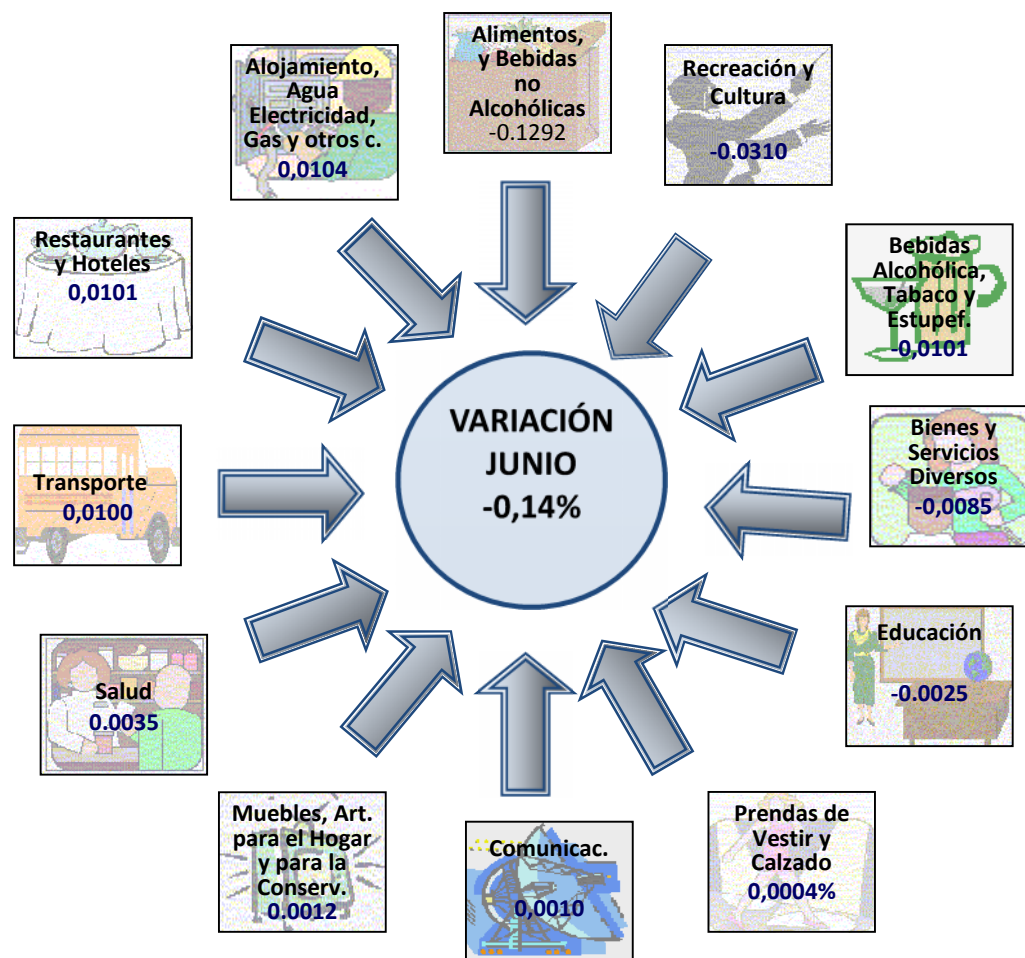 Alimentos,
y Bebidas
no
Alcohólicas
-0.1292
Recreación y
Cultura
-0.0310
Bebidas
Alcohólica,
Tabaco y
Estupef.
-0,0101
Bienes y
Servicios
Diversos
-0,0085
Educación
-0.0025
Prendas de
Vestir y
Calzado
0,0004%
Comunicac.
0,0010
Muebles, Art.
para el Hogar
y para la
Conserv.
0.0012
Salud
0.0035
Transporte
0,0100
Restaurantes
y Hoteles
0,0101
Alojamiento,
Agua
Electricidad,
Gas y otros c.
0,0104
VARIACIÓN
JUNIO
-0,14%